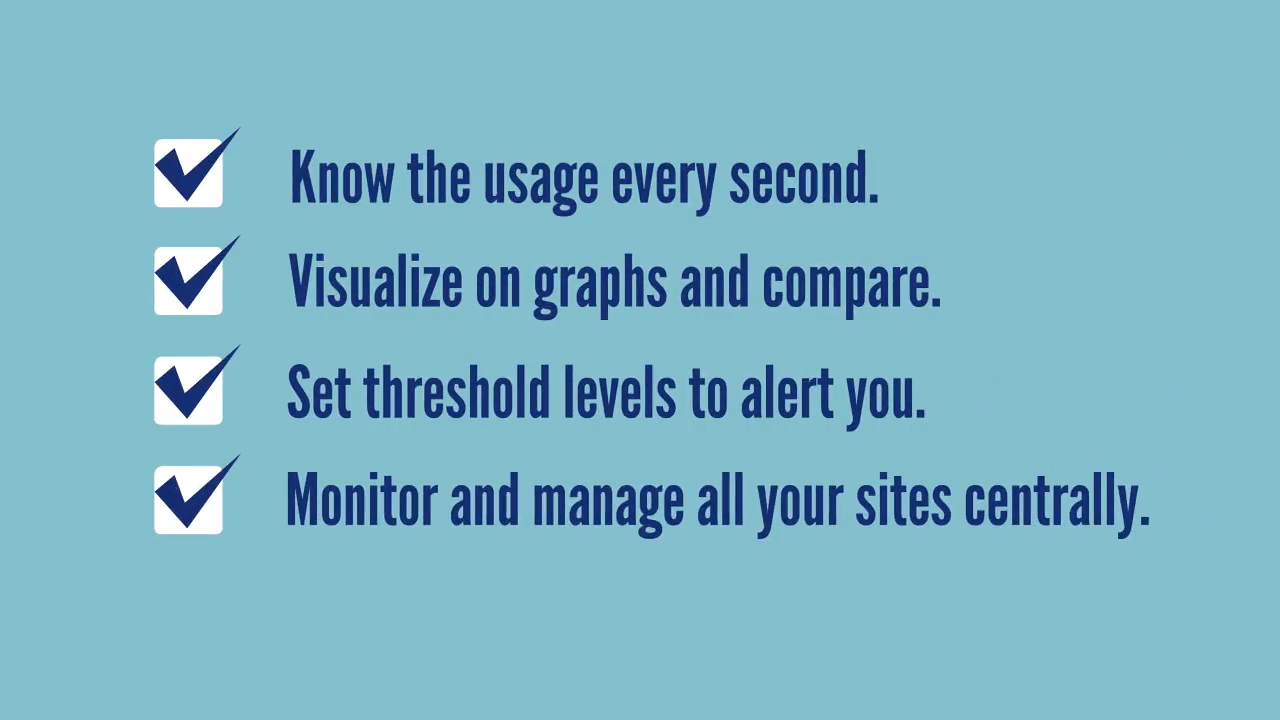 Know the usage every second.
Visualize on graphs and compare.
Set threshold levels to alert you.
Monitor and manage all your sites centrally.